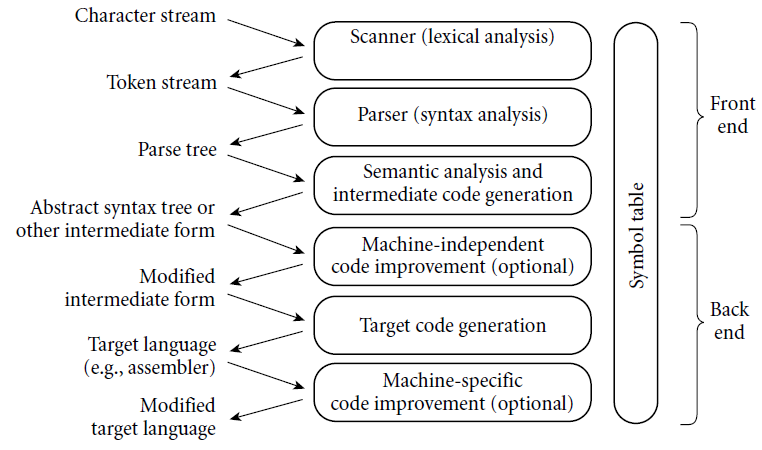 Character stream
Scanner (lexical analysis)
Token stream
Parser (syntax analysis)
Parse tree
Semantic analysis and
intermediate code generation
Abstract syntax tree or
other intermediate form
Machine-independent
code improvement (optional)
Modified
intermediate form
Target code generation
Target language
(e.g., assembler)
Machine-specific
code improvement (optional)
Modified
target language
Symbol table
Front
end
Back
end